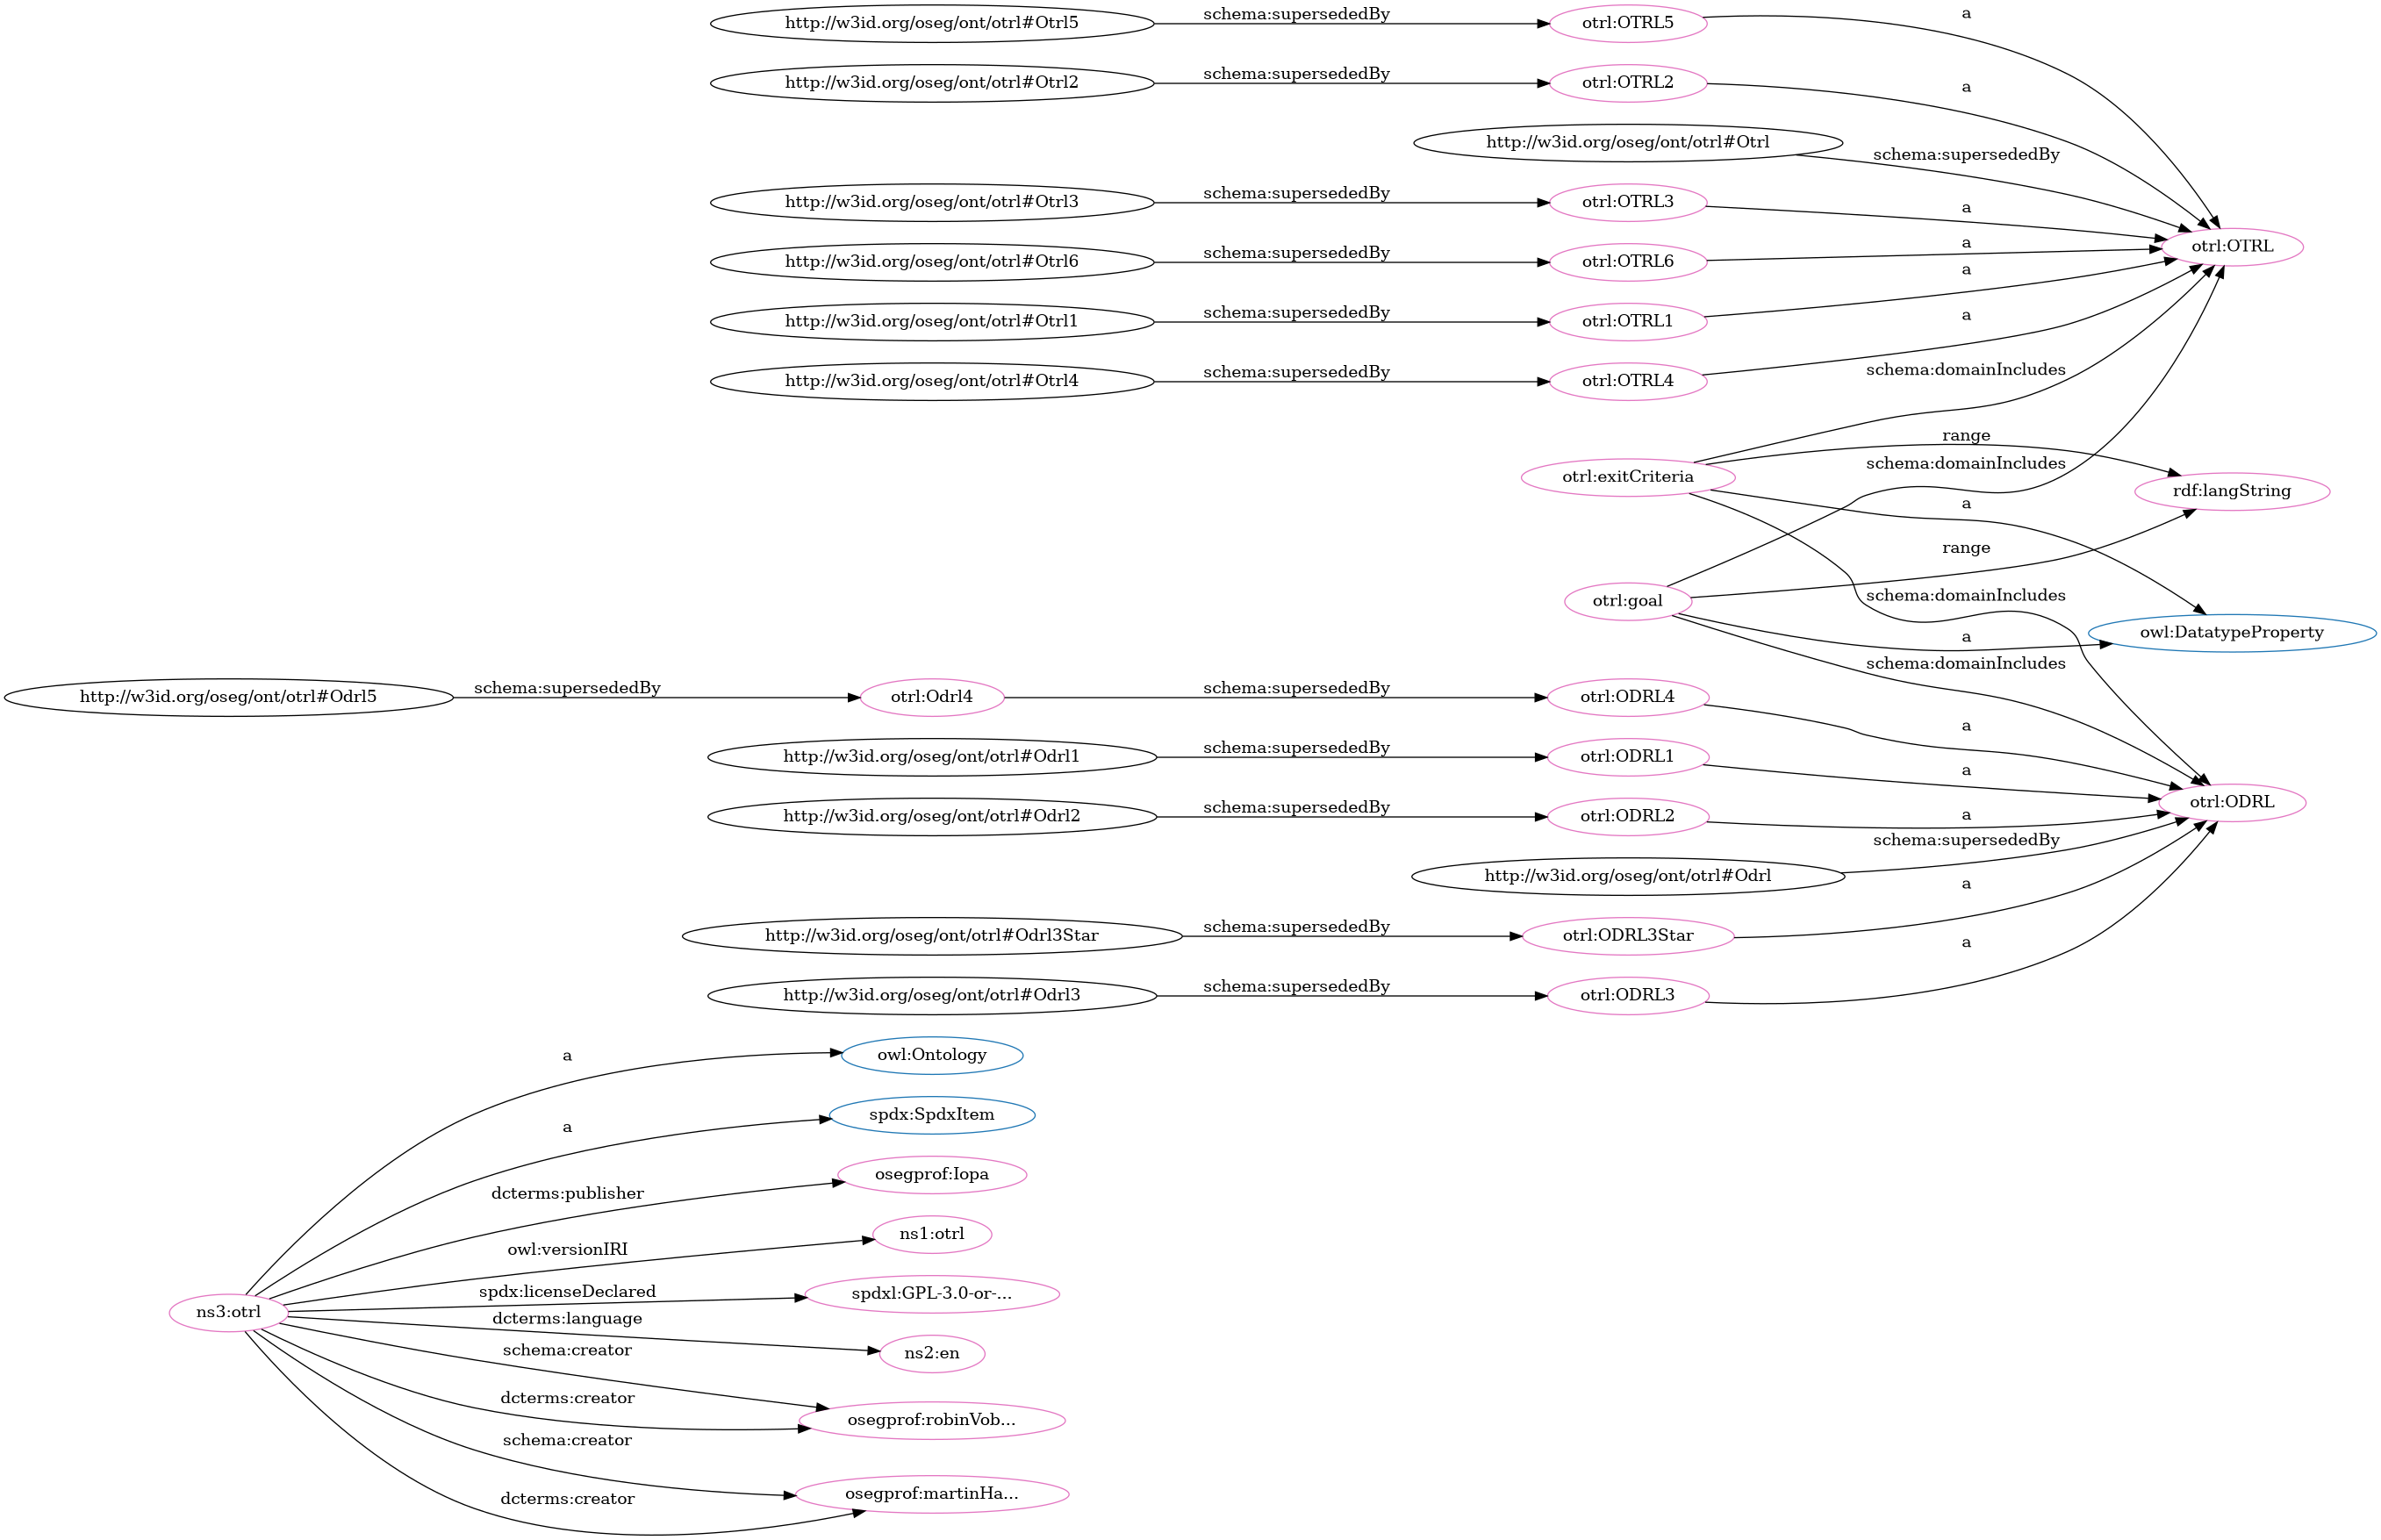 http://w3id.org/oseg/ont/otrl#Otrl5 schema:supersededBy otrl:OTRL5 a
http://w3id.org/oseg/ont/otrl#Otrl2 schema:supersededBy otrl:OTRL2 a
http://w3id.org/oseg/ont/otrl#Otrl schema:supersededBy
http://w3id.org/oseg/ont/otrl#Otrl3 schema:supersededBy otrl:OTRL3 a
otrl:OTRL
http://w3id.org/oseg/ont/otrl#Otrl6 schema:supersededBy otrl:OTRL6 a
http://w3id.org/oseg/ont/otrl#Otrl1 schema:supersededBy otrl:OTRL1 a
http://w3id.org/oseg/ont/otrl#Otrl4 schema:supersededBy otrl:OTRL4 a
schema:domainIncludes
range
schema:domainIncludes
otrl:exitCriteria
rdf:langString
a
range
schema:domainIncludes
otrl:goal
owl:DatatypeProperty
a
schema:domainIncludes
http://w3id.org/oseg/ont/otrl#Odrl5 schema:supersededBy otrl:Odrl4 schema:supersededBy otrl:ODRL4 a
http://w3id.org/oseg/ont/otrl#Odrl1 schema:supersededBy otrl:ODRL1 a
otrl:ODRL
http://w3id.org/oseg/ont/otrl#Odrl2 schema:supersededBy otrl:ODRL2 a
schema:supersededBy
http://w3id.org/oseg/ont/otrl#Odrl
a
http://w3id.org/oseg/ont/otrl#Odrl3Star schema:supersededBy otrl:ODRL3Star
a
http://w3id.org/oseg/ont/otrl#Odrl3 schema:supersededBy otrl:ODRL3
a owl:Ontology
a spdx:SpdxItem
dcterms:publisher osegprof:Iopa
owl:versionIRI ns1:otrl
spdx:licenseDeclared spdxl:GPL-3.0-or-...
ns3:otrl
dcterms:language ns2:en
schema:creator
dcterms:creator osegprof:robinVob...
schema:creator
dcterms:creator osegprof:martinHa...